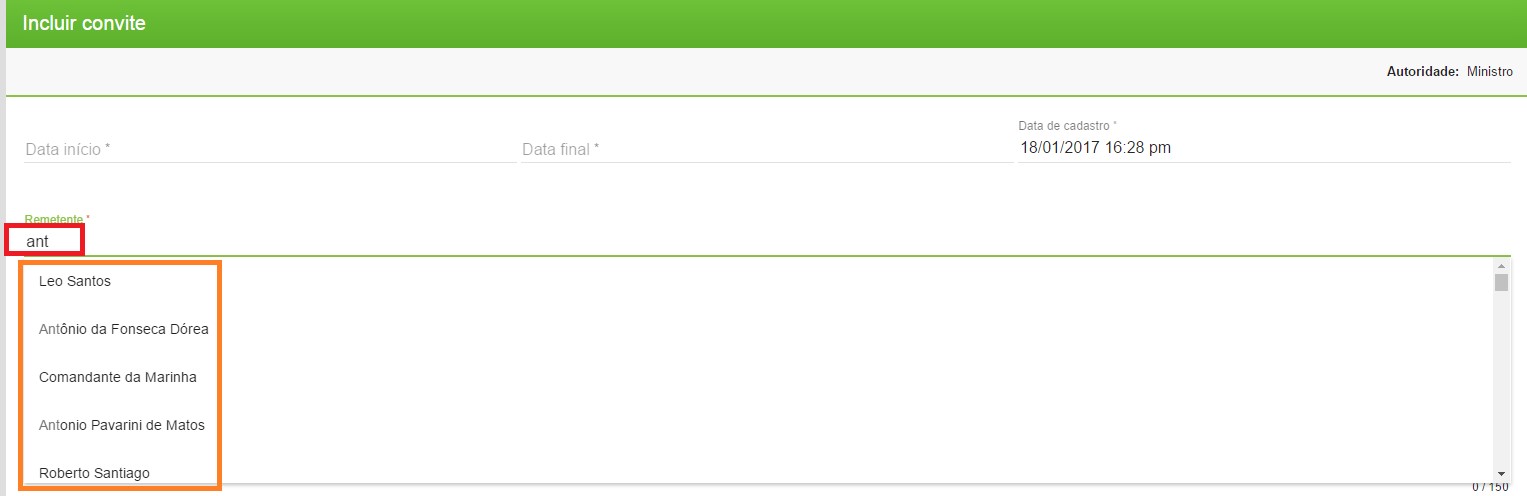 Incluir convite
Autoridade: Ministro
Data início *
Data final *
Data de cadastro *
18/01/2017 16:28 pm
Remetente *
ant
Leo Santos
Antônio da Fonseca Dórea
Comandante da Marinha
Antonio Pavarini de Matos
Roberto Santiago
0 / 150